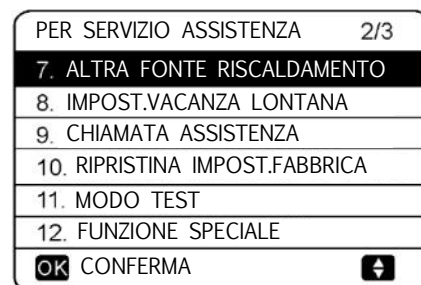 PER SERVIZIO ASSISTENZA 2/3
7. ALTRA FONTE RISCALDAMENTO
8. IMPOST.VACANZA LONTANA
9. CHIAMATA ASSISTENZA
10. RIPRISTINA IMPOST.FABBRICA
11. MODO TEST
12. FUNZIONE SPECIALE
OK CONFERMA